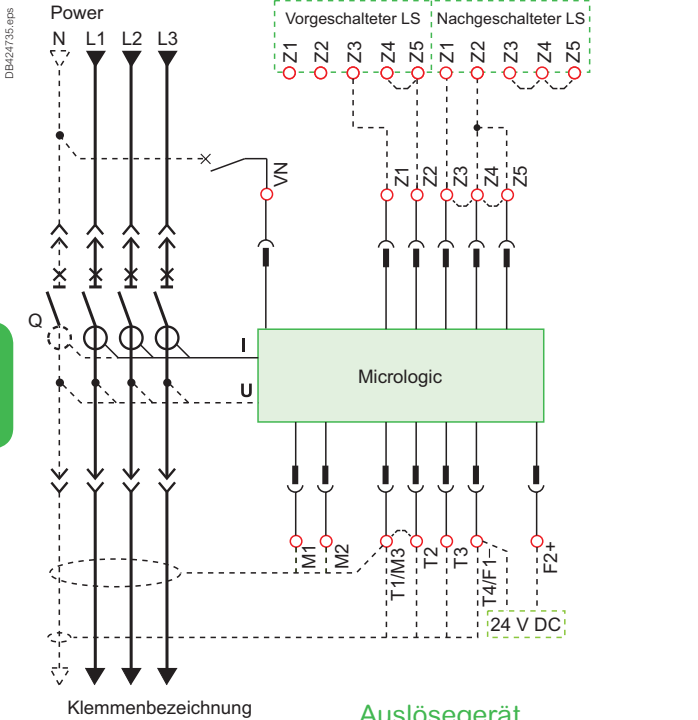 DB424735.eps
Power
N L1 L2 L3
Vorgeschalteter LS
Nachgeschalteter LS
Z1 Z2 Z3 Z4 Z5 Z1 Z2 Z3 Z4 Z5
VN
Z1 Z2 Z3 Z4 Z5
Q
I
U
Micrologic
M1 M2 T1/M3 T2 T3 T4/F1– F2+
24 V DC
Klemmenbezeichnung
Auslösegerät